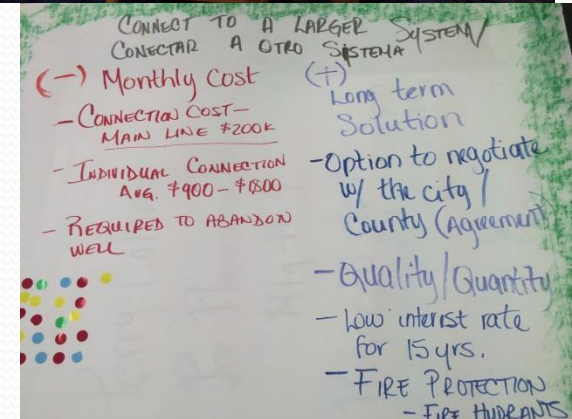 CONNECT TO A LARGER SYSTEM/
CONECTAR A OTRO SISTEMA
(-) Monthly Cost
- CONNECTION COST-
MAIN LINE $200K
- INDIVIDUAL CONNECTION
AVG. $900 - $1800
- REQUIRED TO ABANDON
WELL
(+)
Long term
Solution
- Option to negotiate
w/ the city /
County (Agreement)
- Quality/Quantity
- Low interest rate
for 15 yrs.
- FIRE PROTECTION
- FIRE HYDRANTS